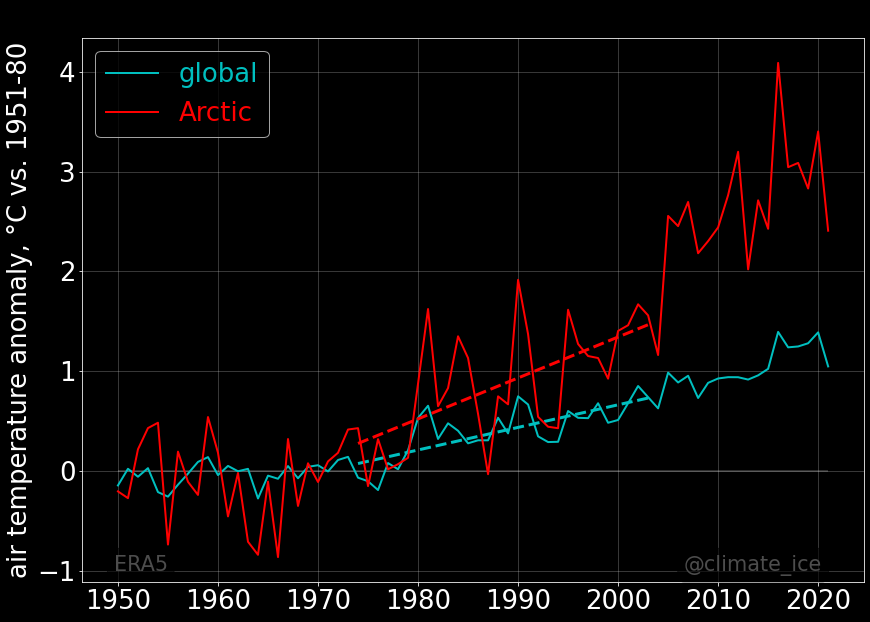 air temperature anomaly, °C vs. 1951-80
global
Arctic
4
3
2
1
0
−1
ERA5
@climate_ice
1950 1960 1970 1980 1990 2000 2010 2020